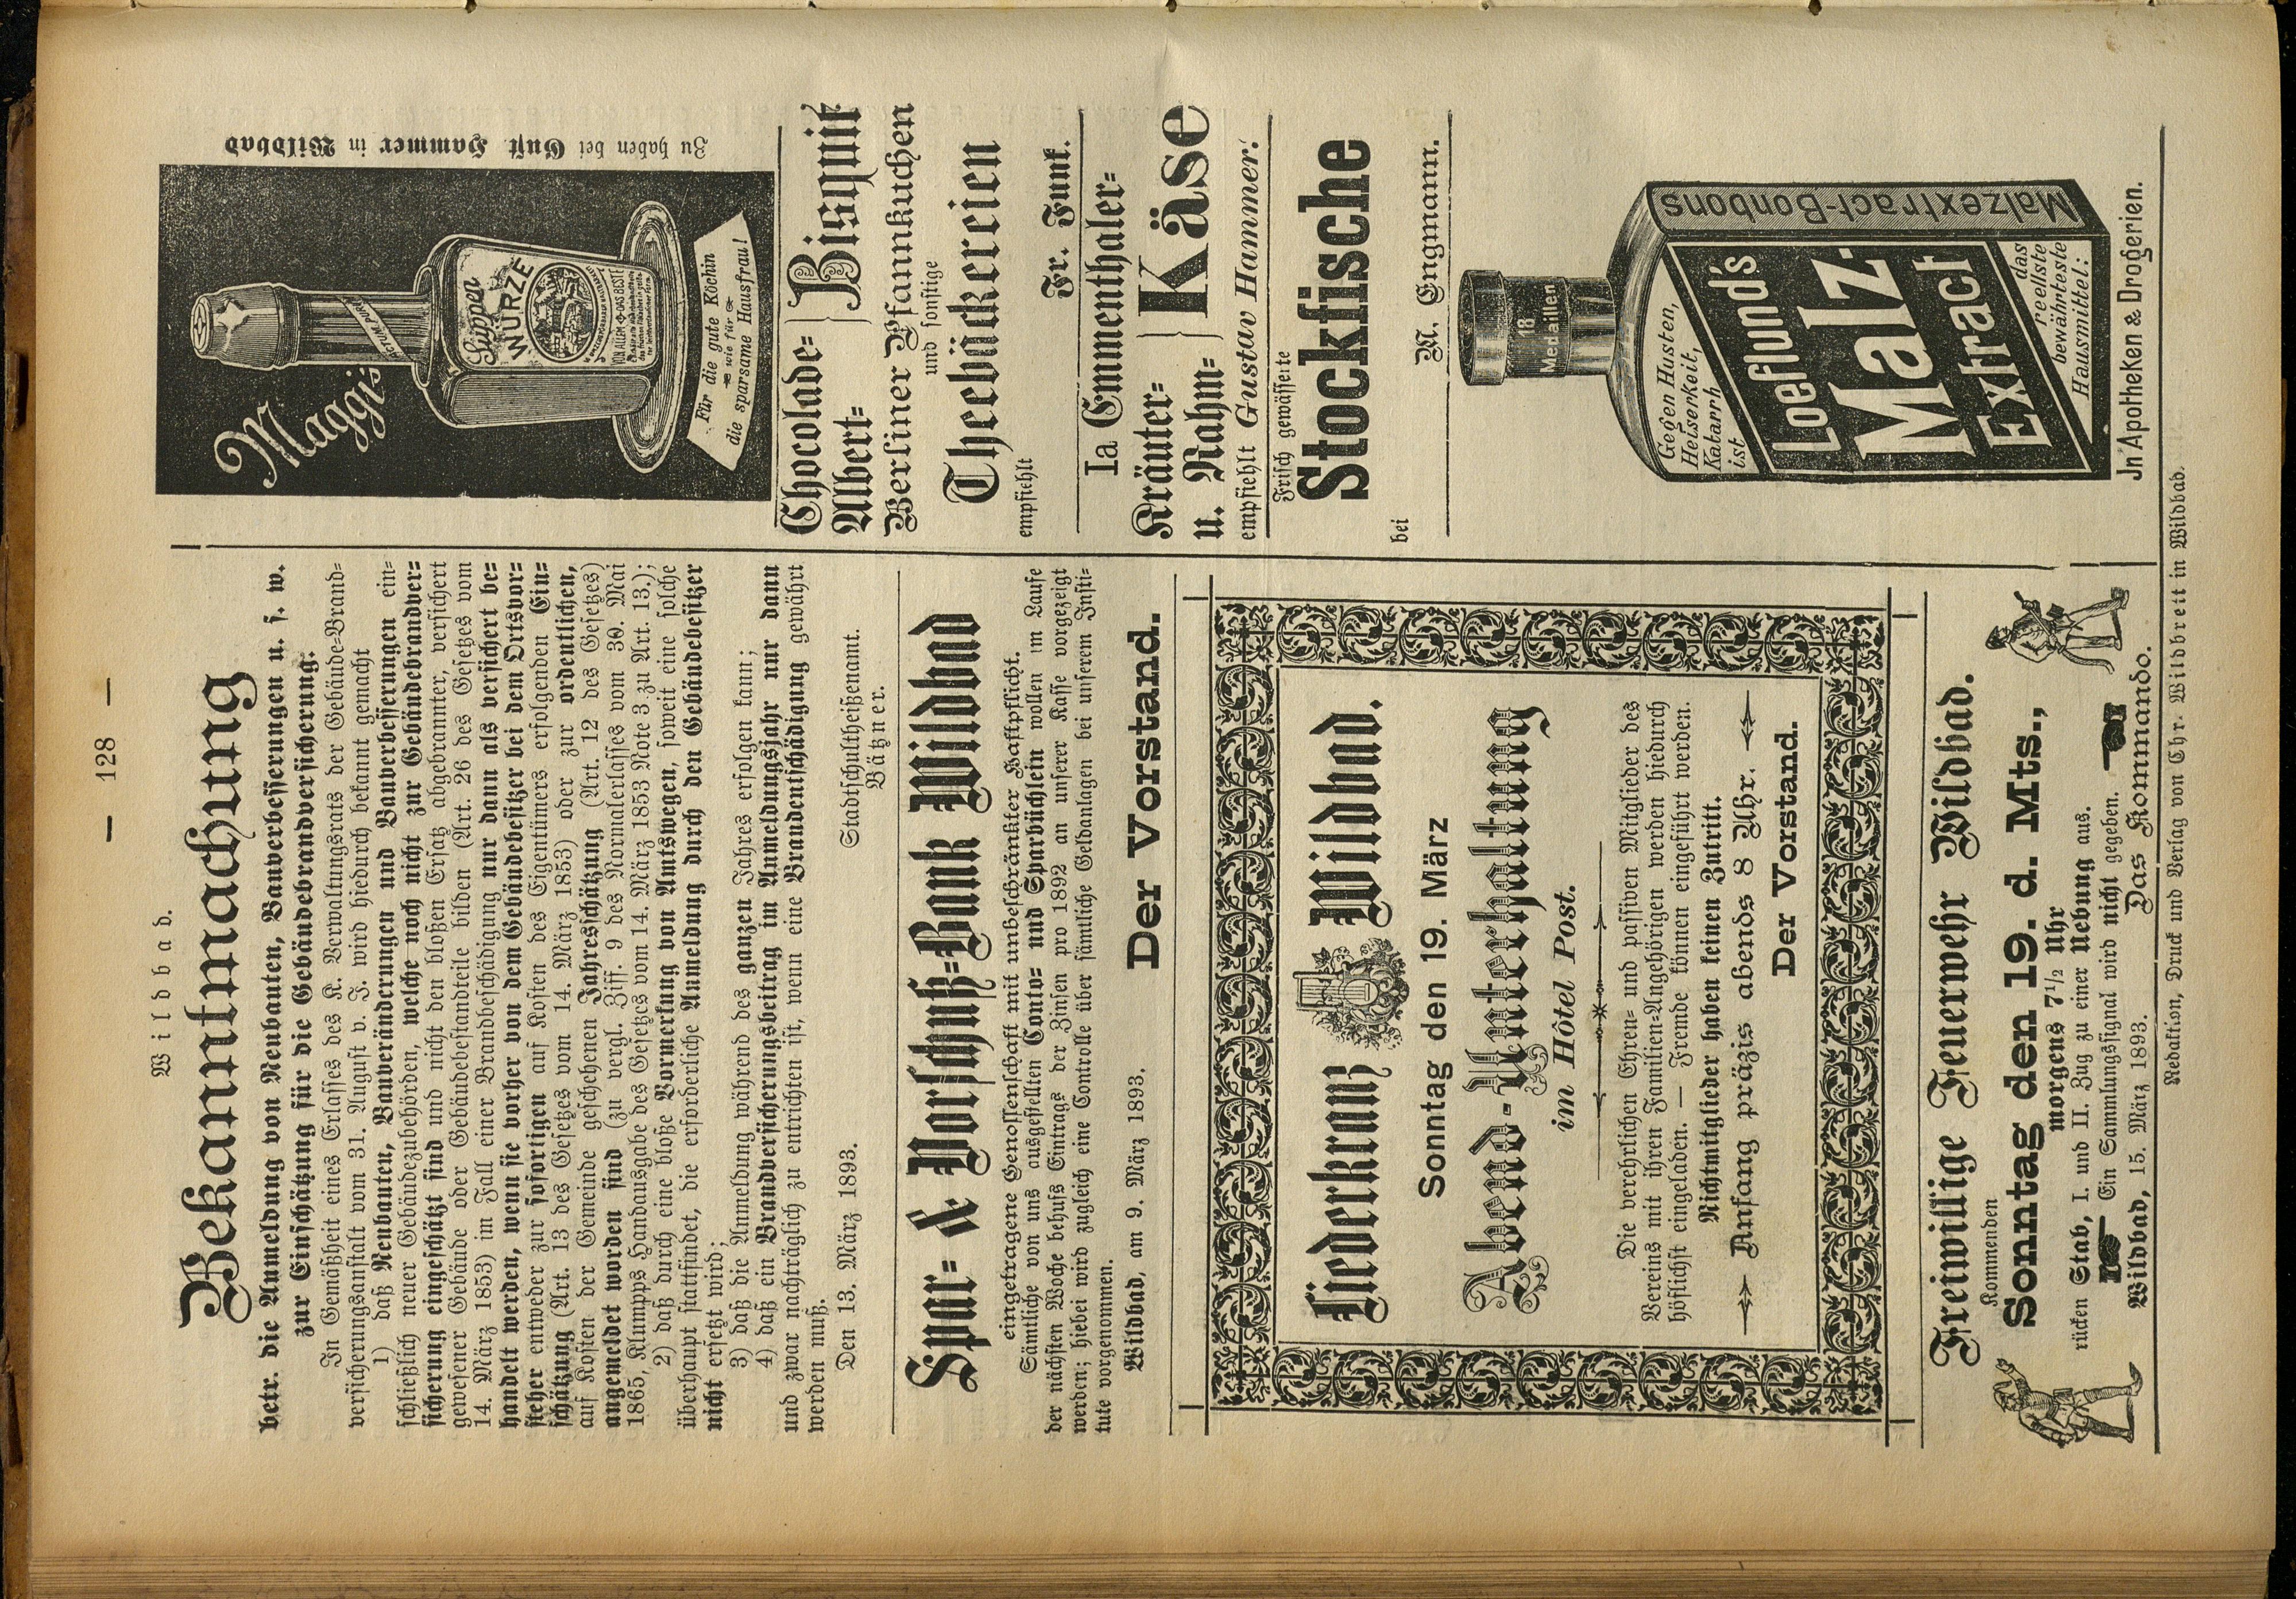 — 128 —
Wildbad.
Bekanntmachung
betr. die Anmeldung von Neubauten, Bauverbesserungen u. s. w.
zur Einschätzung für die Gebäudebrandversicherung.
In Gemäßheit eines Erlasses des K. Verwaltungsrats der Gebäude=Brand=
versicherungsanstalt vom 31. August v. J. wird hiedurch bekannt gemacht
1) daß Neubauten, Bauveränderungen und Bauverbesserungen ein=
schließlich neuer Gebäudezubehörden, welche noch nicht zur Gebäudebrandver=
sicherung eingeschätzt sind und nicht den bloßen Ersatz abgebrannter, versichert
gewesener Gebäude oder Gebäudebestandteile bilden (Art. 26 des Gesetzes vom
14. März 1853) im Fall einer Brandbeschädigung nur dann als versichert be=
handelt werden, wenn sie vorher von dem Gebäudebesitzer bei dem Ortsvor=
steher entweder zur sofortigen auf Kosten des Eigentümers erfolgenden Ein=
schätzung (Art. 13 des Gesetzes vom 14. März 1853) oder zur ordentlichen,
auf Kosten der Gemeinde geschehenen Jahresschätzung (Art. 12 des Gesetzes)
angemeldet worden sind (zu vergl. Ziff. 9 des Normalerlasses vom 30. Mai
1865, Klumpps Handausgabe des Gesetzes vom 14. März 1853 Note 3 zu Art. 13.);
2) daß durch eine bloße Vormerkung von Amtswegen, soweit eine solche
überhaupt stattfindet, die erforderliche Anmeldung durch den Gebäudebesitzer
nicht ersetzt wird;
3) daß die Anmeldung während des ganzen Jahres erfolgen kann;
4) daß ein Brandversicherungsbeitrag im Anmeldungsjahr nur dann
und zwar nachträglich zu entrichten ist, wenn eine Brandentschädigung gewährt
werden muß.
Den 13. März 1893. Stadtschultheißenamt.
Bätzner.
Spar= & Vorschuß=Bank Wildbad
eingetragene Genossenschaft mit unbeschränkter Haftpflicht.
Sämtliche von uns ausgestellten Conto= und Sparbüchlein wollen im Laufe
der nächsten Woche behufs Eintrags der Zinsen pro 1892 an unserer Kasse vorgezeigt
werden; hiebei wird zugleich eine Controlle über sämtliche Geldanlagen bei unserem Insti=
tute vorgenommen.
Wildbad, am 9. März 1893. Der Vorstand.
Liederkranz Wildbad.
Sonntag den 19. März
Abend-Unterhaltung
im Hôtel Post.
Die verehrlichen Ehren= und passiven Mitglieder des
Vereins mit ihren Familien=Angehörigen werden hiedurch
höflichst eingeladen. — Fremde können eingeführt werden.
Nichtmitglieder haben keinen Zutritt.
Anfang präzis abends 8 Uhr.
Der Vorstand.
Freiwillige Feuerwehr Wildbad.
Kommenden
Sonntag den 19. d. Mts.,
morgens 7 1/2 Uhr
rücken Stab, I. und II. Zug zu einer Uebung aus.
Ein Sammlungssignal wird nicht gegeben.
Wildbad, 15. März 1893. Das Kommando.
Maggi's
ACTUM PURUM
Suppen
WÜRZE
VON ALLEM ✥ DAS BESTE
Für die gute Köchin
wie für
die sparsame Hausfrau!
Zu haben bei Gust. Hammer in Wildbad
Chocolade=
Albert= } Bisquit
Berliner Pfannkuchen
und sonstige
Theebäckereien
empfiehlt Fr. Funk.
Ia Emmenthaler=
Kräuter=
u. Rahm= } Käse
empfiehlt Gustav Hammer.
Frisch gewässerte
Stockfische
bei A. Engmann.
18
Medaillen
Gegen Husten,
Heiserkeit,
Katarrh
ist
Loeflund's
Malz-
Extract
das
reellste
bewährteste
Hausmittel:
Malzextract-Bonbons
Jn Apotheken & Drogerien.
Redaktion, Druck und Verlag von Chr. Wildbrett in Wildbad.